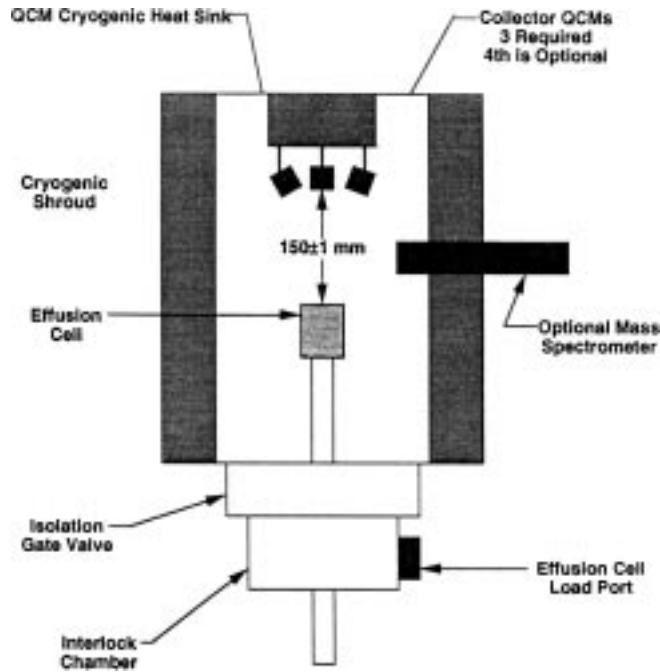 QCM Cryogenic Heat Sink
Collector QCMs
3 Required
4th is Optional
Cryogenic
Shroud
150±1 mm
Effusion
Cell
Optional Mass
Spectrometer
Isolation
Gate Valve
Effusion Cell
Load Port
Interlock
Chamber